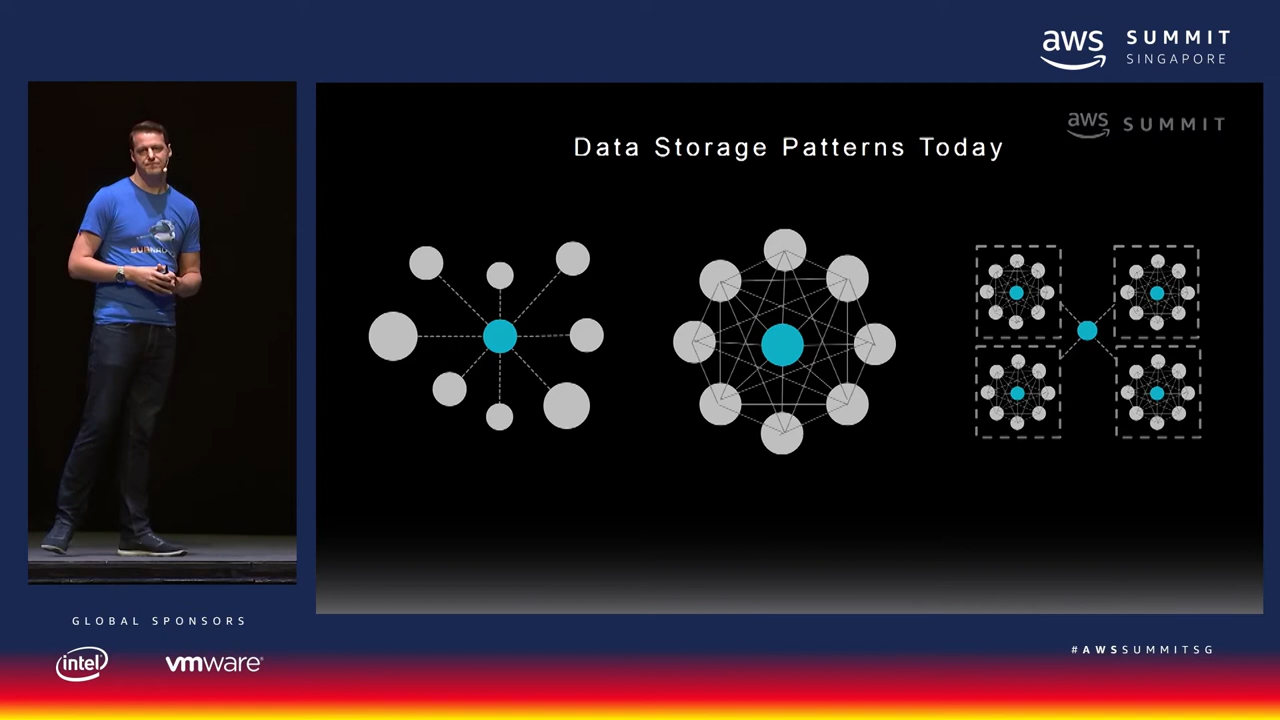 aws SUMMIT
SINGAPORE
aws SUMMIT
Data Storage Patterns Today
GLOBAL SPONSORS
intel
vmware
#AWSSUMMITSG